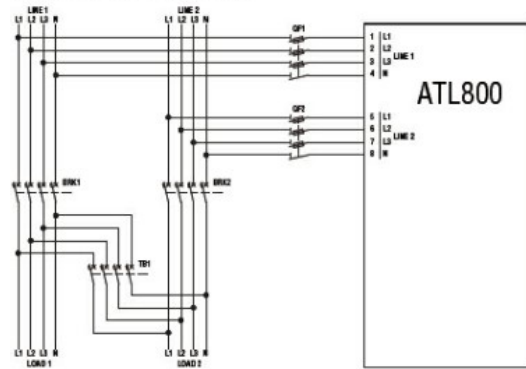 LINE 1
L1 L2 L3 N
LINE 2
L1 L2 L3 N
QF1
1 L1
2 L2
3 L3
4 N
LINE 1
ATL800
QF2
5 L1
6 L2
7 L3
8 N
LINE 2
BRK1
BRK2
TB1
L1 L2 L3 N
LOAD 1
L1 L2 L3 N
LOAD 2